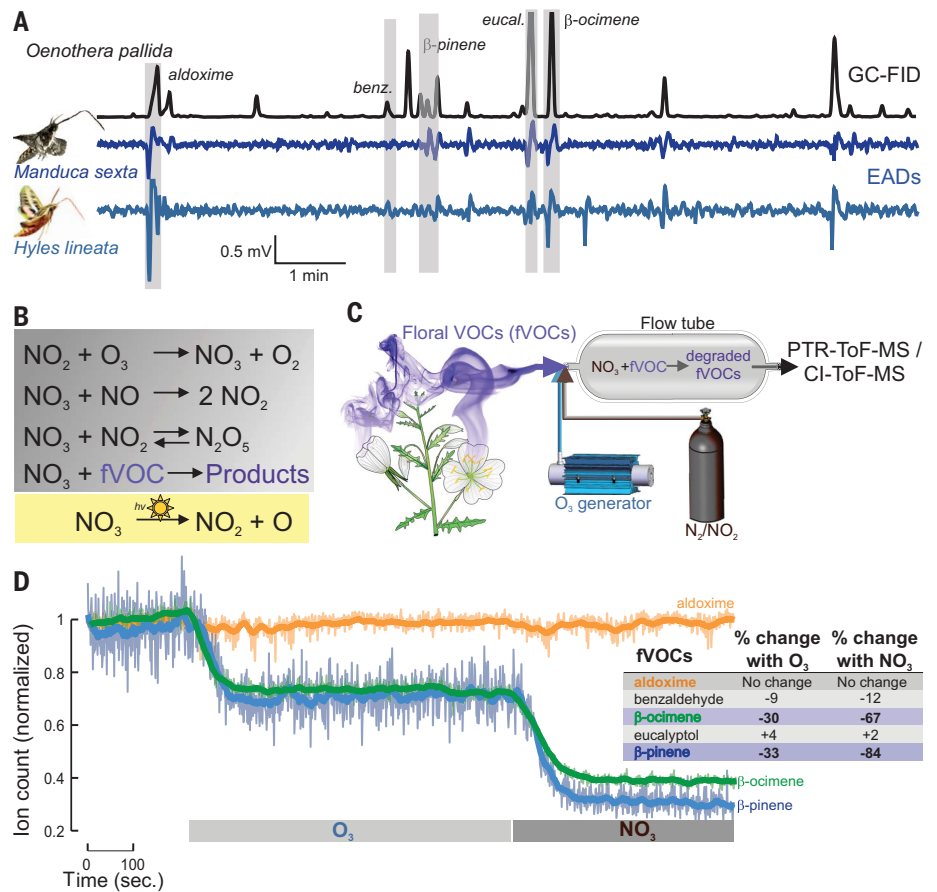 A
Oenothera pallida
aldoxime
benz.
β-pinene
eucal.
β-ocimene
GC-FID
Manduca sexta
EADs
Hyles lineata
0.5 mV
1 min
B
NO₂ + O₃ → NO₃ + O₂
NO₃ + NO → 2 NO₂
NO₃ + NO₂ ⇌ N₂O₅
NO₃ + fVOC → Products
NO₃ hv → NO₂ + O
C
Floral VOCs (fVOCs)
Flow tube
NO₃ + fVOC → degraded
fVOCs
PTR-ToF-MS /
CI-ToF-MS
O₃ generator
N₂/NO₂
D
Ion count (normalized)
1
0.8
0.6
0.4
0.2
aldoxime
fVOCs % change with O₃ % change with NO₃
aldoxime No change No change
benzaldehyde -9 -12
β-ocimene -30 -67
eucalyptol +4 +2
β-pinene -33 -84
β-ocimene
β-pinene
O₃ NO₃
0 100
Time (sec.)